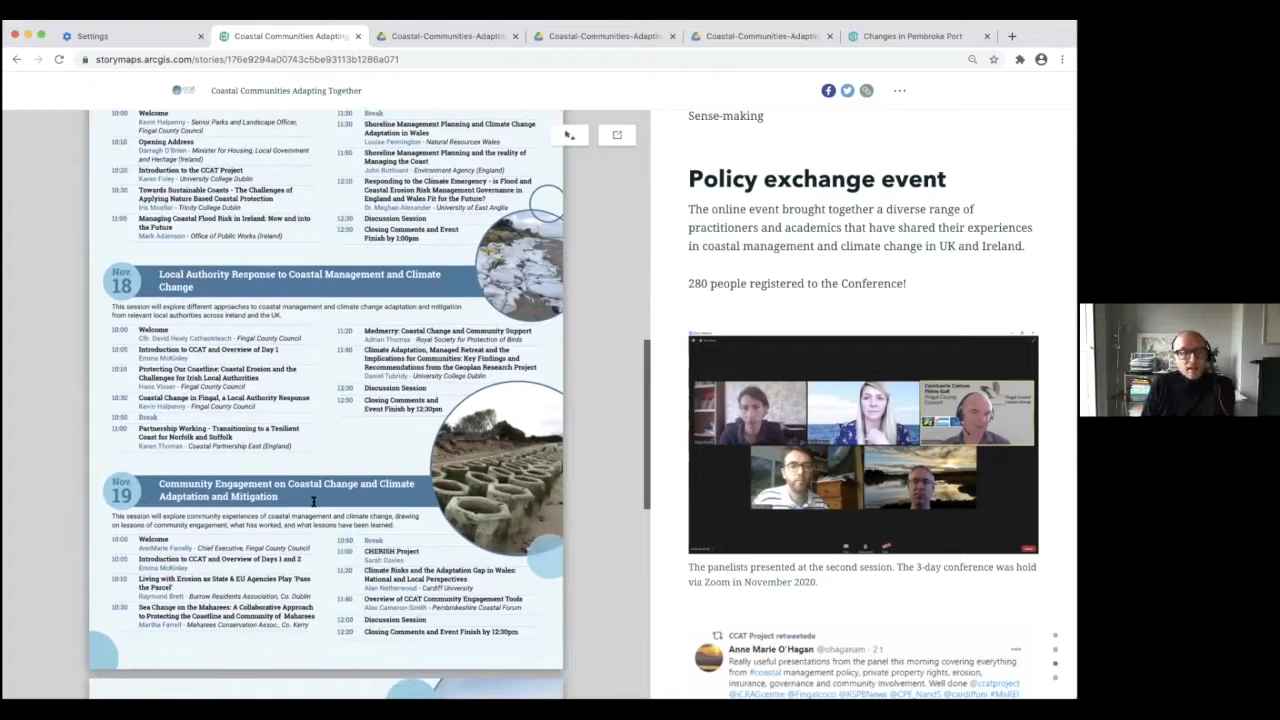 Settings
Coastal Communities Adapting
Coastal-Communities-Adaptin
Coastal-Communities-Adaptin
Coastal-Communities-Adaptin
Changes in Pembroke Port
storymaps.arcgis.com/stories/176e9294a00743c5be93113b1286a071
ccat
Coastal Communities Adapting Together
10:00 Welcome
Kevin Halpenny - Senior Parks and Landscape Officer,
Fingal County Council
10:10 Opening Address
Darragh O'Brien - Minister for Housing, Local Government
and Heritage (Ireland)
10:20 Introduction to the CCAT Project
Karen Foley - University College Dublin
10:30 Towards Sustainable Coasts - The Challenges of
Applying Nature Based Coastal Protection
Iris Moeller - Trinity College Dublin
11:00 Managing Coastal Flood Risk in Ireland: Now and into
the Future
Mark Adamson - Office of Public Works (Ireland)
11:20 Break
11:30 Shoreline Management Planning and Climate Change
Adaptation in Wales
Louise Pennington - Natural Resources Wales
11:50 Shoreline Management Planning and the reality of
Managing the Coast
John Buttivant - Environment Agency (England)
12:10 Responding to the Climate Emergency - is Flood and
Coastal Erosion Risk Management Governance in
England and Wales Fit for the Future?
Dr. Meghan Alexander - University of East Anglia
12:30 Discussion Session
12:50 Closing Comments and Event
Finish by 1:00pm
Nov.
18
Local Authority Response to Coastal Management and Climate
Change
This session will explore different approaches to coastal management and climate change adaptation and mitigation
from relevant local authorities across Ireland and the UK.
10:00 Welcome
Cllr. David Healy Cathaoirleach - Fingal County Council
10:05 Introduction to CCAT and Overview of Day 1
Emma McKinley
10:10 Protecting Our Coastline: Coastal Erosion and the
Challenges for Irish Local Authorities
Hans Visser - Fingal County Council
10:30 Coastal Change in Fingal, a Local Authority Response
Kevin Halpenny - Fingal County Council
10:50 Break
11:00 Partnership Working - Transitioning to a Tesilient
Coast for Norfolk and Suffolk
Karen Thomas - Coastal Partnership East (England)
11:20 Medmerry: Coastal Change and Community Support
Adrian Thomas - Royal Society for Protection of Birds
11:40 Climate Adaptation, Managed Retreat and the
Implications for Communities: Key Findings and
Recommendations from the Geoplan Research Project
Daniel Tubridy - University College Dublin
12:30 Discussion Session
12:50 Closing Comments and
Event Finish by 12:30pm
Nov.
19
Community Engagement on Coastal Change and Climate
Adaptation and Mitigation
This session will explore community experiences of coastal management and climate change, drawing
on lessons of community engagement, what has worked, and what lessons have been learned.
10:00 Welcome
AnnMarie Farrelly - Chief Executive, Fingal County Council
10:05 Introduction to CCAT and Overview of Days 1 and 2
Emma McKinley
10:10 Living with Erosion as State & EU Agencies Play 'Pass
the Parcel'
Raymond Brett - Burrow Residents Association, Co. Dublin
10:30 Sea Change on the Maharees: A Collaborative Approach
to Protecting the Coastline and Community of Maharees
Martha Farrell - Maharees Conservation Assoc., Co. Kerry
10:50 Break
11:00 CHERISH Project
Sarah Davies
11:20 Climate Risks and the Adaptation Gap in Wales:
National and Local Perspectives
Alan Netherwood - Cardiff University
11:40 Overview of CCAT Community Engagement Tools
Alex Cameron-Smith - Pembrokeshire Coastal Forum
12:00 Discussion Session
12:20 Closing Comments and Event Finish by 12:30pm
Sense-making
Policy exchange event
The online event brought together a diverse range of
practitioners and academics that have shared their experiences
in coastal management and climate change in UK and Ireland.
280 people registered to the Conference!
Comhairle Contae
Fhine Gall
Fingal County
Council
The panelists presented at the second session. The 3-day conference was held
via Zoom in November 2020.
CCAT Project retweetede
Anne Marie O'Hagan @ohaganam · 2 t
Really useful presentations from the panel this morning covering everything
from #coastal management policy, private property rights, erosion,
insurance, governance and community involvement. Well done @ccatproject
@iCRAGcentre @Fingalcoco @RSPBNews @CPE_NandS @cardiffuni #MaREI